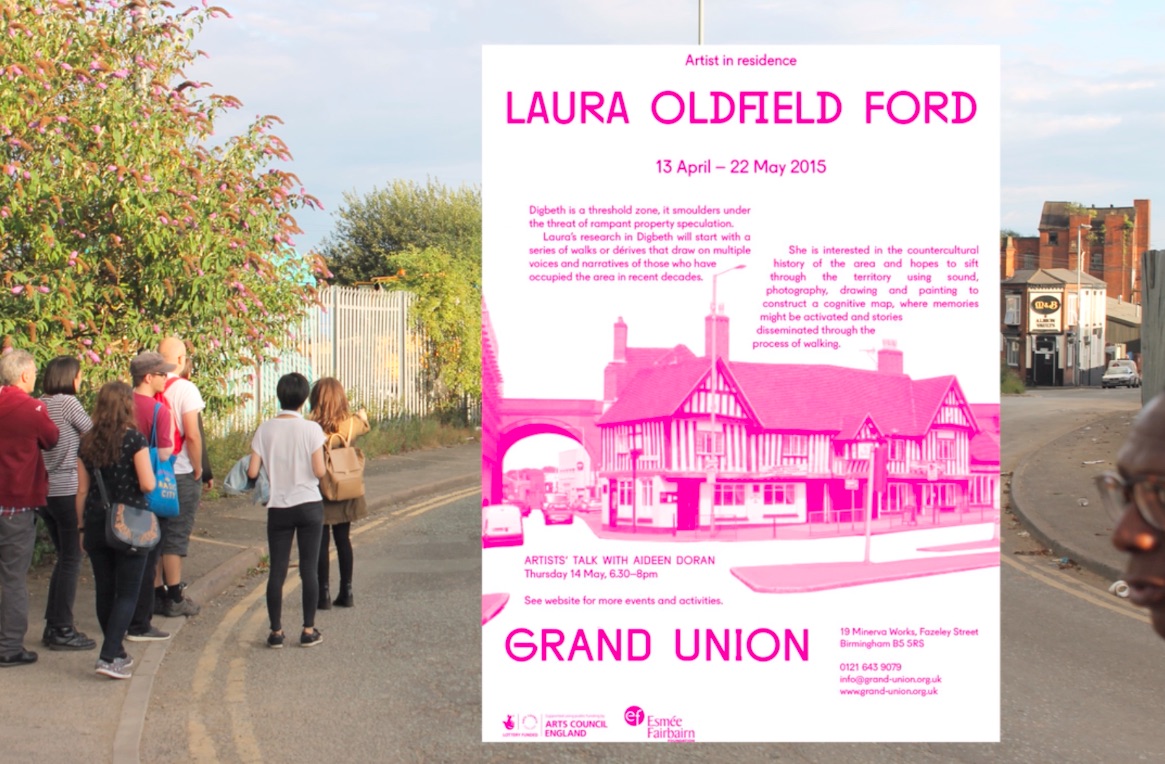 Artist in residence
LAURA OLDFIELD FORD
13 April – 22 May 2015
Digbeth is a threshold zone, it smoulders under
the threat of rampant property speculation.
Laura's research in Digbeth will start with a
series of walks or dérives that draw on multiple
voices and narratives of those who have
occupied the area in recent decades.
She is interested in the countercultural
history of the area and hopes to sift
through the territory using sound,
photography, drawing and painting to
construct a cognitive map, where memories
might be activated and stories
disseminated through the
process of walking.
ARTISTS' TALK WITH AIDEEN DORAN
Thursday 14 May, 6.30–8pm
See website for more events and activities.
GRAND UNION
19 Minerva Works, Fazeley Street
Birmingham B5 5RS
0121 643 9079
info@grand-union.org.uk
www.grand-union.org.uk
LOTTERY FUNDED
ARTS COUNCIL
ENGLAND
ef
Esmée
Fairbairn
FOUNDATION
M&B